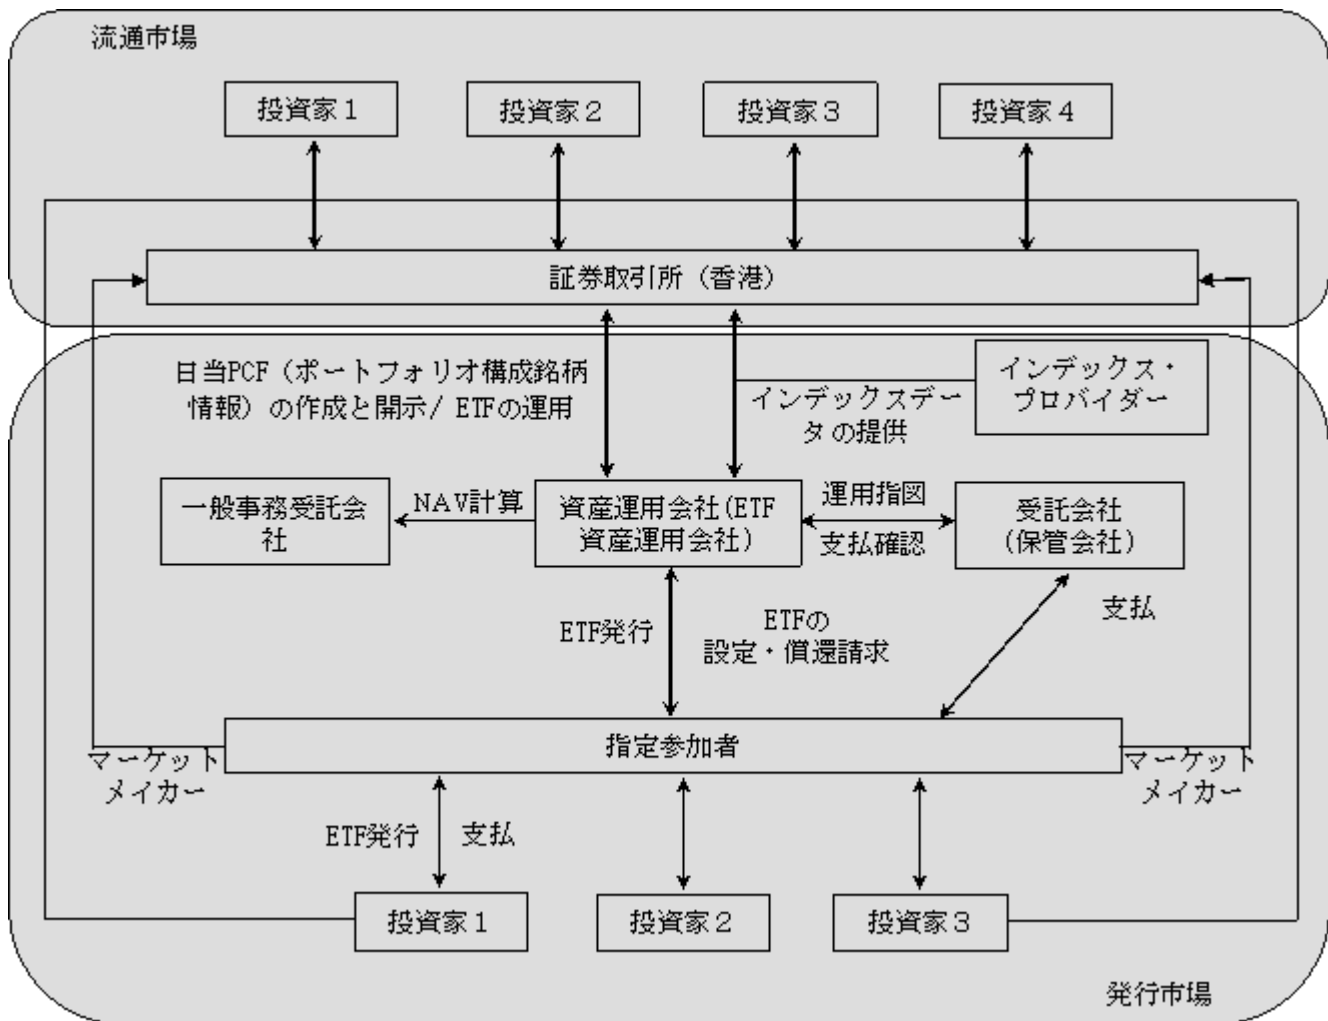 流通市場
投資家1
投資家2
投資家3
投資家4
証券取引所（香港）
日当PCF（ポートフォリオ構成銘柄
情報）の作成と開示/ ETFの運用
インデックスデー
タの提供
インデックス・
プロバイダー
一般事務受託会
社
NAV計算
資産運用会社(ETF
資産運用会社）
運用指図
支払確認
受託会社
(保管会社）
ETF発行
ETFの
設定・償還請求
支払
指定参加者
マーケット
メイカー
マーケット
メイカー
ETF発行
支払
投資家1
投資家2
投資家3
発行市場